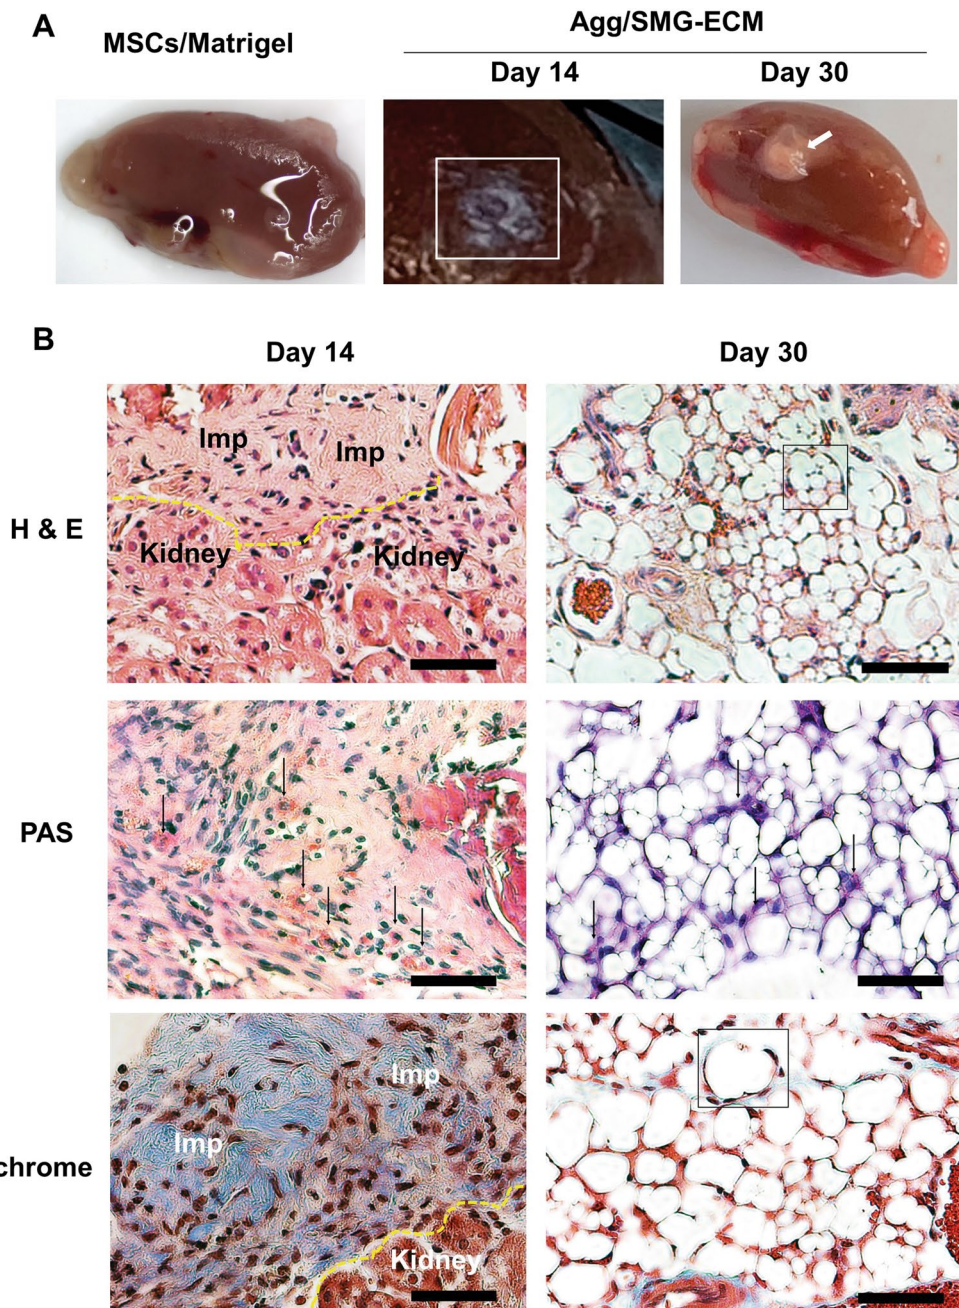 A
MSCs/Matrigel
Agg/SMG-ECM
Day 14
Day 30
B
Day 14
Day 30
H & E
Imp
Imp
Kidney
Kidney
PAS
chrome
Imp
Imp
Kidney